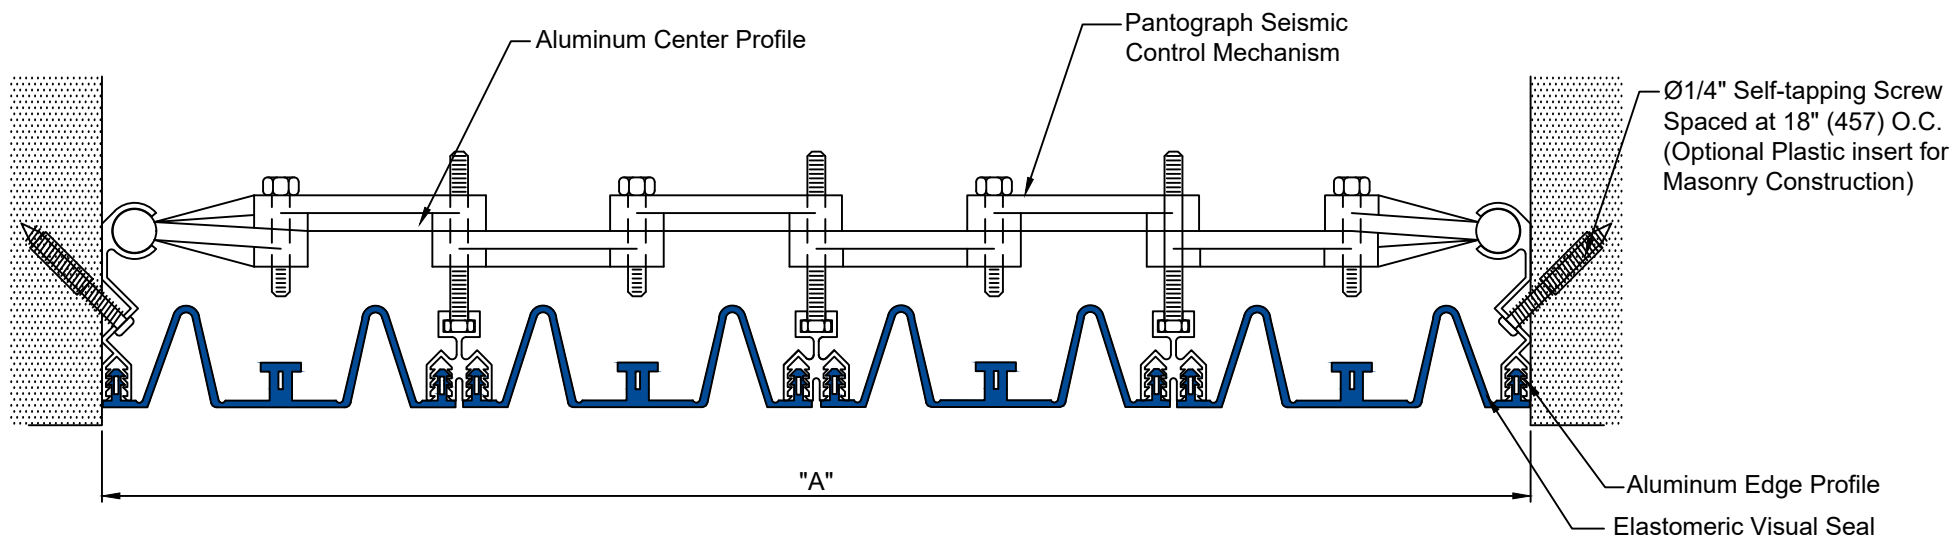 Aluminum Center Profile
Pantograph Seismic
Control Mechanism
Ø1/4" Self-tapping Screw
Spaced at 18" (457) O.C.
(Optional Plastic insert for
Masonry Construction)
"A"
Aluminum Edge Profile
Elastomeric Visual Seal